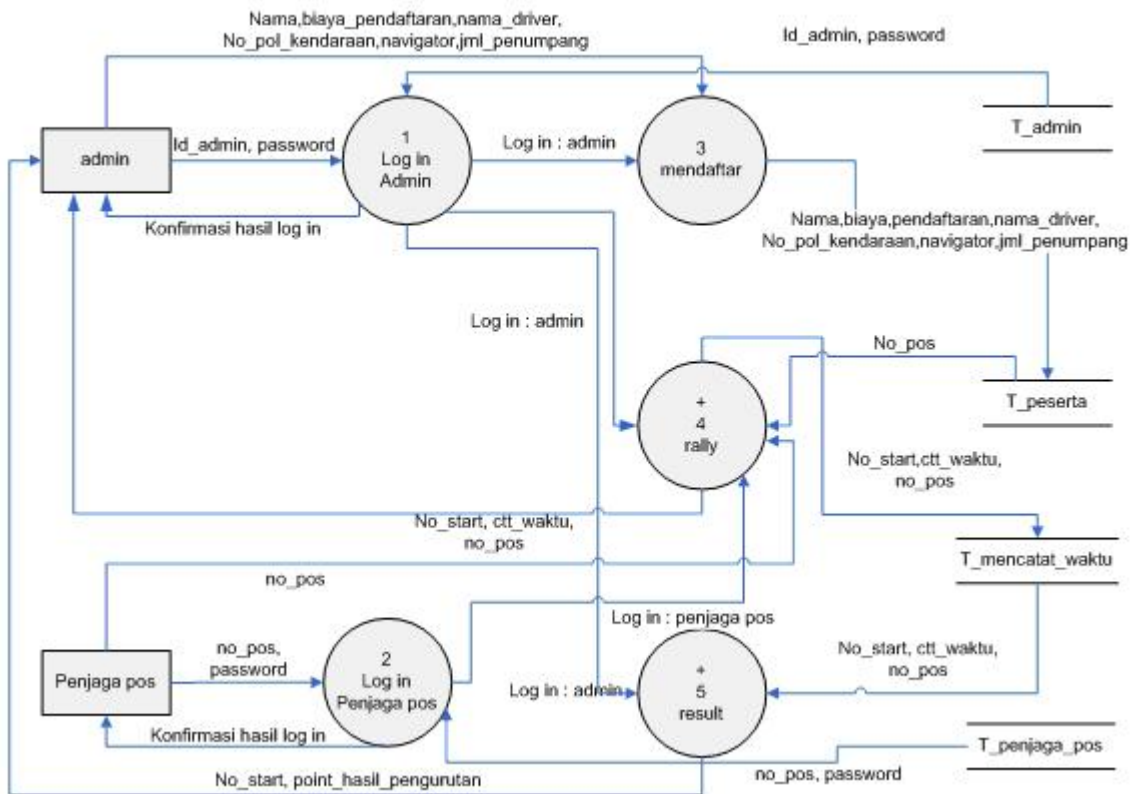 Nama,biaya_pendaftaran,nama_driver,
No_pol_kendaraan,navigator,jml_penumpang
Id_admin, password
T_admin
admin
Id_admin, password
1
Log in
Admin
Log in : admin
3
mendaftar
Konfirmasi hasil log in
Nama,biaya,pendaftaran,nama_driver,
No_pol_kendaraan,navigator,jml_penumpang
Log in : admin
No_pos
+
4
rally
T_peserta
No_start,ctt_waktu,
no_pos
No_start, ctt_waktu,
no_pos
T_mencatat_waktu
no_pos
Log in : penjaga pos
Penjaga pos
no_pos,
password
2
Log in
Penjaga pos
No_start, ctt_waktu,
no_pos
Log in : admin
+
5
result
Konfirmasi hasil log in
T_penjaga_pos
no_pos, password
No_start, point_hasil_pengurutan